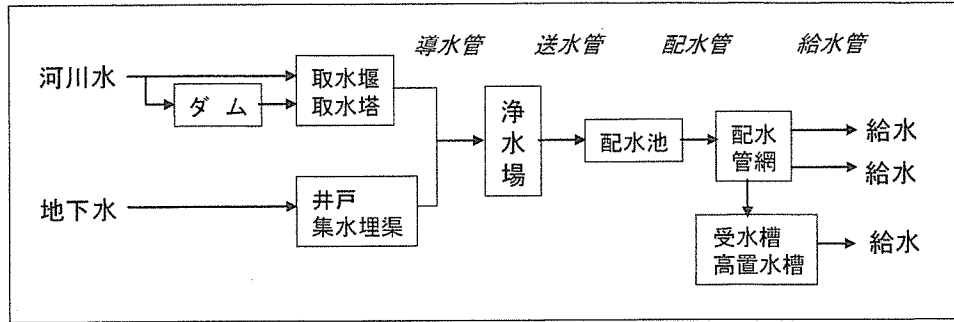 導水管 送水管 配水管 給水管
河川水
ダム
取水堰
取水塔
浄水場
配水池
配水
管網
給水
給水
地下水
井戸
集水埋渠
受水槽
高置水槽
給水